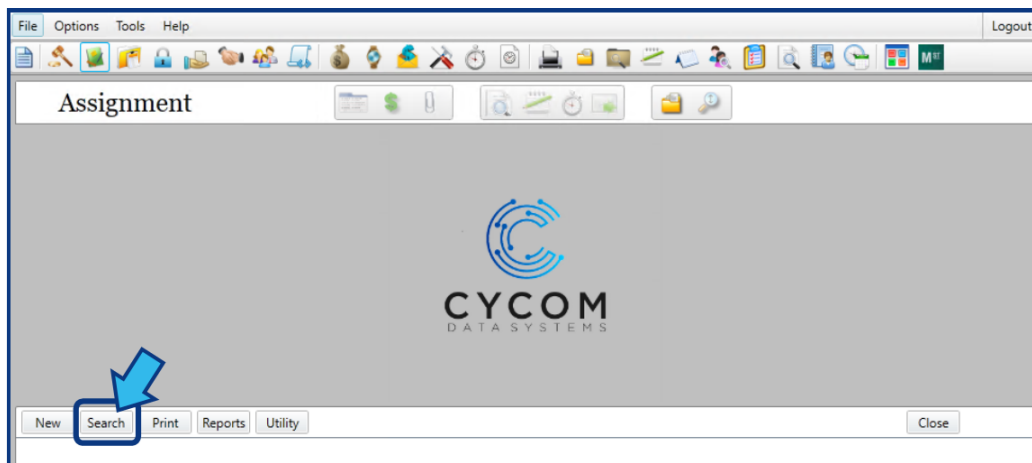 File Options Tools Help Logout
Assignment
CYCOM
DATA SYSTEMS
New Search Print Reports Utility Close